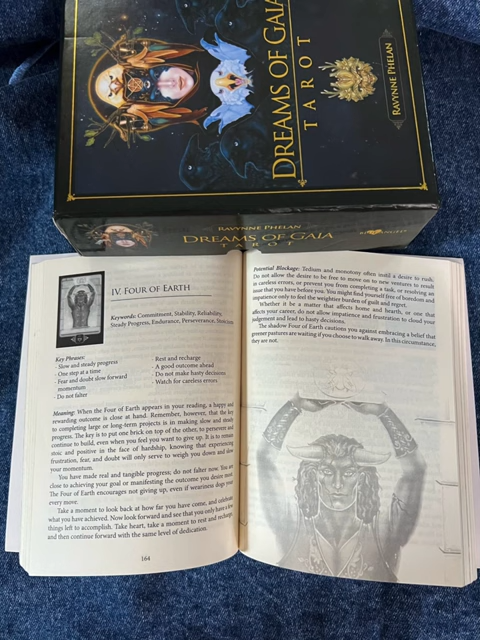 DREAMS OF GAIA
TAROT
RAVYNNE PHELAN
RAVYNNE PHELAN
DREAMS OF GAIA
TAROT
IV. FOUR OF EARTH
Keywords: Commitment, Stability, Reliability,
Steady Progress, Endurance, Perseverance, Stoicism
Key Phrases:
· Slow and steady progress
· One step at a time
· Fear and doubt slow forward
momentum
· Do not falter
· Rest and recharge
· A good outcome ahead
· Do not make hasty decisions
· Watch for careless errors
Meaning: When the Four of Earth appears in your reading, a happy and
rewarding outcome is close at hand. Remember, however, that the key
to completing large or long-term projects is in making slow and steady
progress. The key is to put one brick on top of the other; to persevere and
continue to build, even when you feel you want to give up. It is to remain
stoic and positive in the face of hardship, knowing that experiencing
frustration, fear, and doubt will only serve to weigh you down and slow
your momentum.
You have made real and tangible progress; do not falter now. You are
close to achieving your goal or manifesting the outcome you desire most.
The Four of Earth encourages not giving up, even if weariness dogs your
every move.
Take a moment to look back at how far you have come, and celebrate
what you have achieved. Now look forward and see that you only have a few
things left to accomplish. Take heart, take a moment to rest and recharge,
and then continue forward with the same level of dedication.
164
Potential Blockage: Tedium and monotony often instil a desire to rush.
Do not allow the desire to be free to move on to new ventures to result
in careless errors, or prevent you from completing a task, or resolving an
issue that you have before you. You might find yourself free of boredom and
impatience only to feel the weightier burden of guilt and regret.
Whether it be a matter that affects home and hearth, or one that
affects your career, do not allow impatience and frustration to cloud your
judgement and lead to hasty decisions.
The shadow Four of Earth cautions you against embracing a belief that
greener pastures are waiting if you choose to walk away. In this circumstance,
they are not.